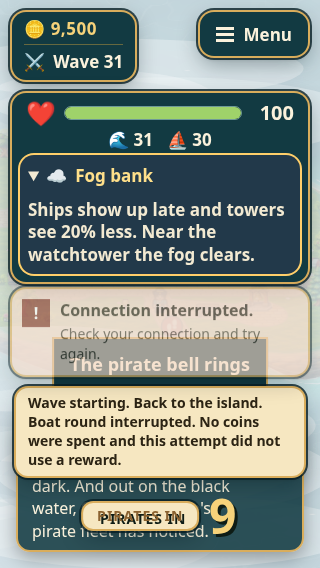 9,500
Menu
Wave 31
100
31 30
Fog bank
Ships show up late and towers
see 20% less. Near the
watchtower the fog clears.
!
Connection interrupted.
Check your connection and try
again.
The pirate bell rings
Wave starting. Back to the island.
Boat round interrupted. No coins
were spent and this attempt did not
use a reward.
dark. And out on the black
water,
PIRATES IN 9
pirate fleet has noticed.